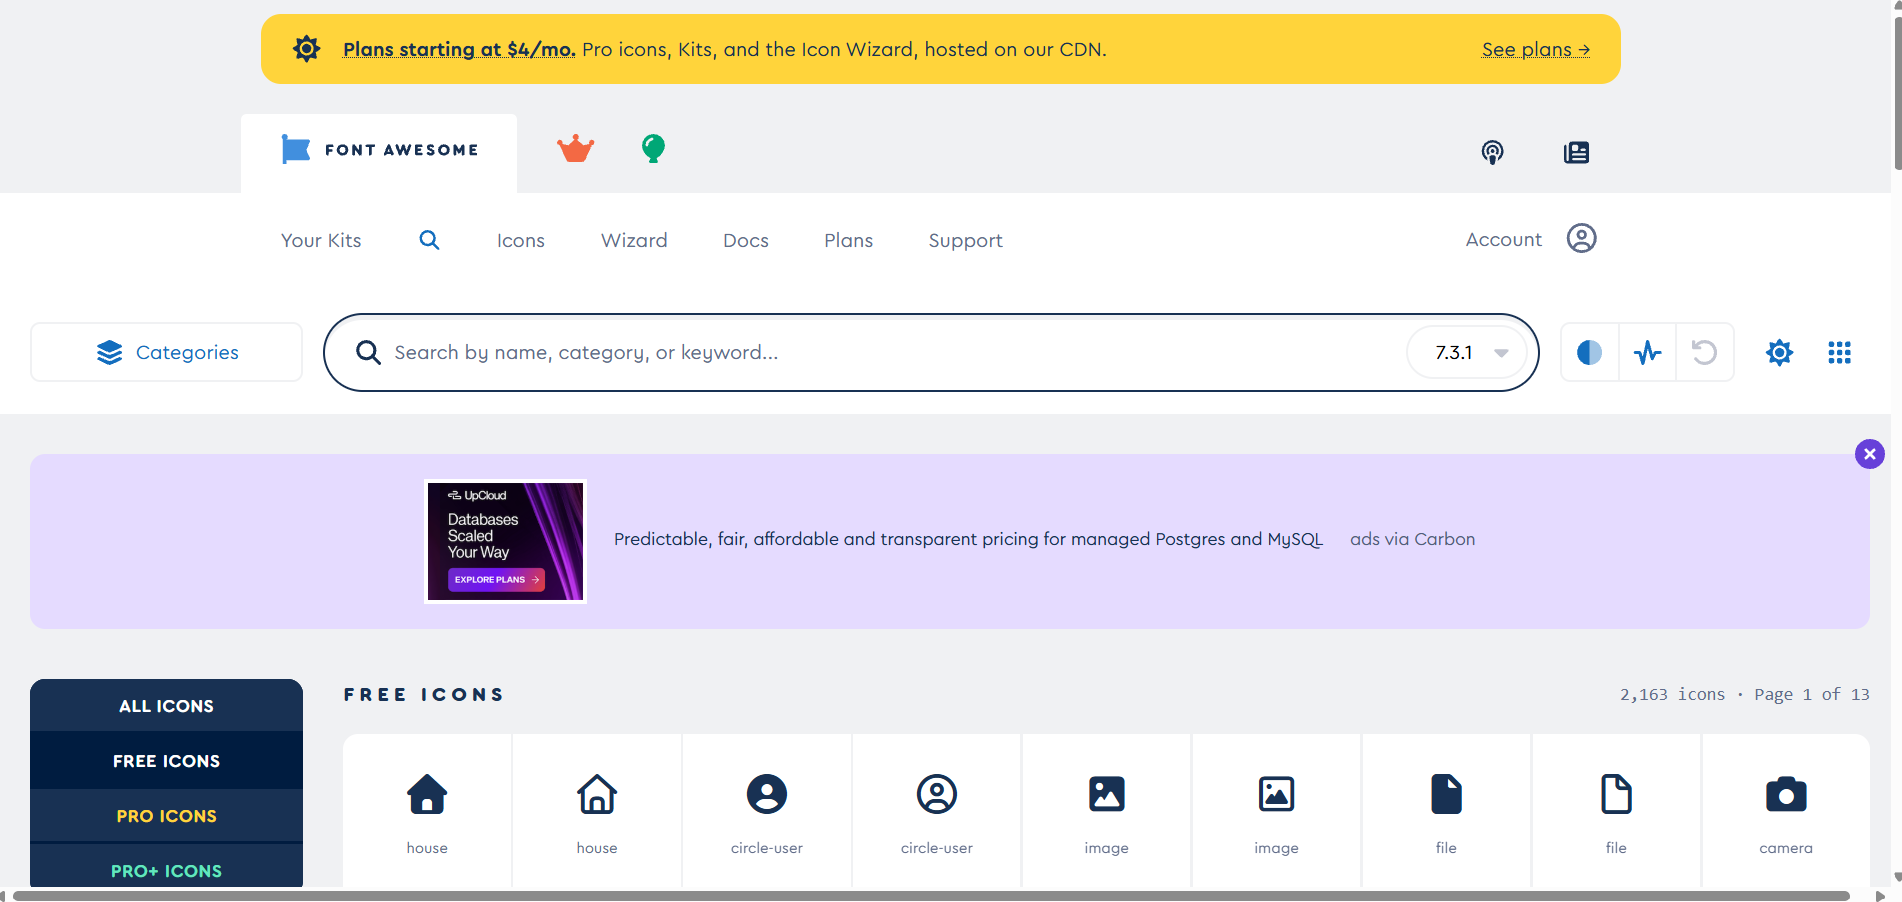 Plans starting at $4/mo. Pro icons, Kits, and the Icon Wizard, hosted on our CDN.
See plans →
FONT AWESOME
Your Kits
Icons
Wizard
Docs
Plans
Support
Account
Categories
Search by name, category, or keyword...
7.3.1
UpCloud
Databases
Scaled
Your Way
EXPLORE PLANS →
Predictable, fair, affordable and transparent pricing for managed Postgres and MySQL
ads via Carbon
ALL ICONS
FREE ICONS
PRO ICONS
PRO+ ICONS
FREE ICONS
2,163 icons · Page 1 of 13
house
house
circle-user
circle-user
image
image
file
file
camera